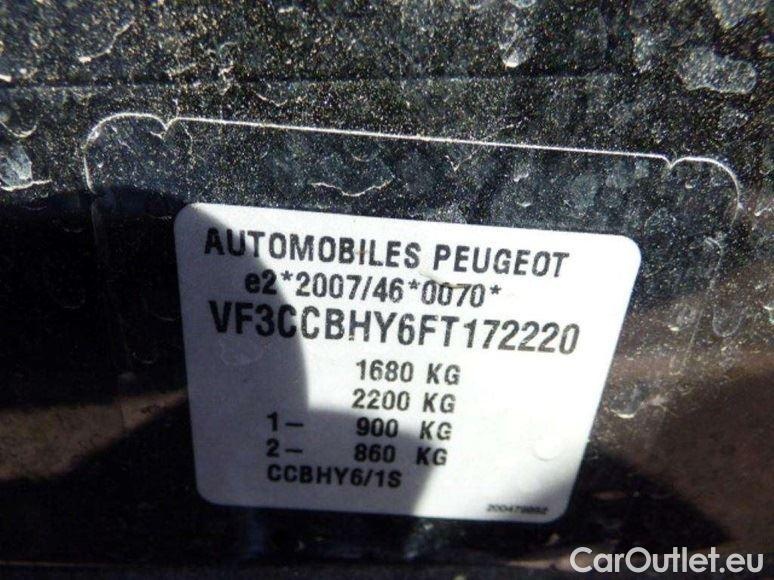 AUTOMOBILES PEUGEOT
e2*2007/46*0070*
VF3CCBHY6FT172220
1680 KG
2200 KG
1- 900 KG
2- 860 KG
CCBHY6/1S
200479892
CarOutlet.eu